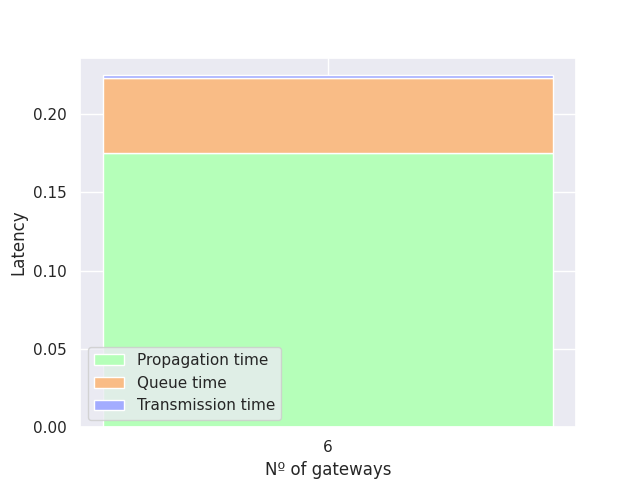 0.20
0.15
0.10
0.05
0.00
Latency
Propagation time
Queue time
Transmission time
6
Nº of gateways